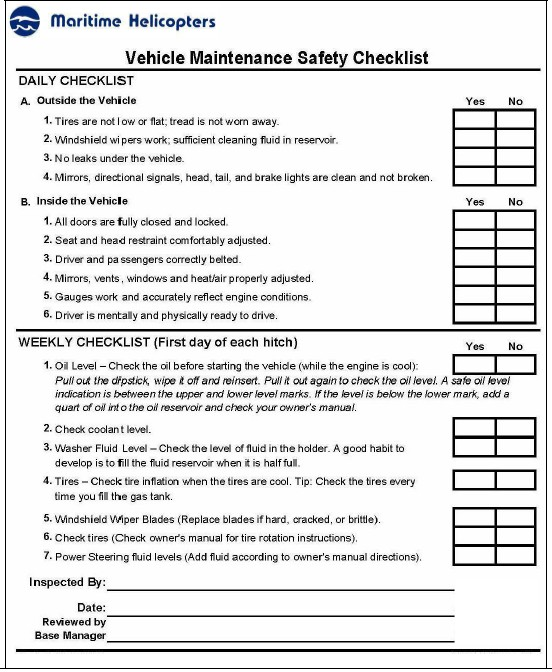 Maritime Helicopters
Vehicle Maintenance Safety Checklist
DAILY CHECKLIST
A. Outside the Vehicle
Yes No
1. Tires are not low or flat; tread is not worn away.
2. Windshield wipers work; sufficient cleaning fluid in reservoir.
3. No leaks under the vehicle.
4. Mirrors, directional signals, head, tail, and brake lights are clean and not broken.
B. Inside the Vehicle
Yes No
1. All doors are fully closed and locked.
2. Seat and head restraint comfortably adjusted.
3. Driver and passengers correctly belted.
4. Mirrors, vents, windows and heat/air properly adjusted.
5. Gauges work and accurately reflect engine conditions.
6. Driver is mentally and physically ready to drive.
WEEKLY CHECKLIST (First day of each hitch)
Yes No
1. Oil Level – Check the oil before starting the vehicle (while the engine is cool):
Pull out the dipstick, wipe it off and reinsert. Pull it out again to check the oil level. A safe oil level
indication is between the upper and lower level marks. If the level is below the lower mark, add a
quart of oil into the oil reservoir and check your owner's manual.
2. Check coolant level.
3. Washer Fluid Level – Check the level of fluid in the holder. A good habit to
develop is to fill the fluid reservoir when it is half full.
4. Tires – Check tire inflation when the tires are cool. Tip: Check the tires every
time you fill the gas tank.
5. Windshield Wiper Blades (Replace blades if hard, cracked, or brittle).
6. Check tires (Check owner's manual for tire rotation instructions).
7. Power Steering fluid levels (Add fluid according to owner's manual directions).
Inspected By:
Date:
Reviewed by
Base Manager